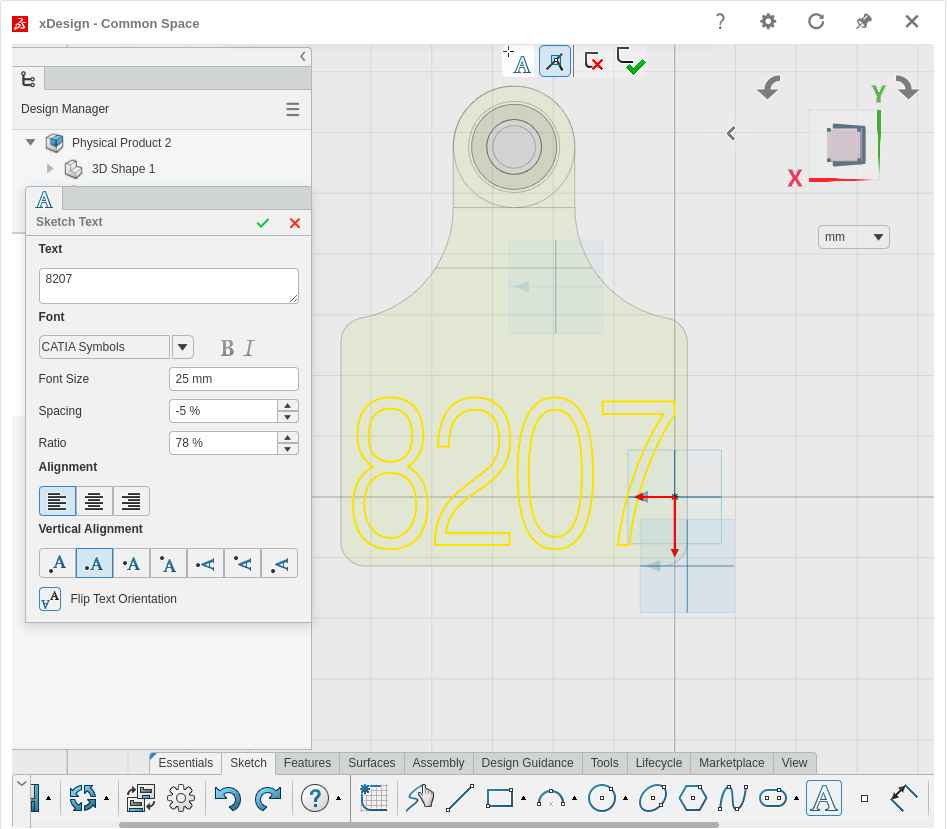 xDesign - Common Space
?
Design Manager
Physical Product 2
3D Shape 1
A
Sketch Text
Text
8207
Font
CATIA Symbols
B I
Font Size
25 mm
Spacing
-5 %
Ratio
78 %
Alignment
Vertical Alignment
A A A A A A A
A V Flip Text Orientation
A
Y
X
mm
8207
Essentials Sketch Features Surfaces Assembly Design Guidance Tools Lifecycle Marketplace View
? A